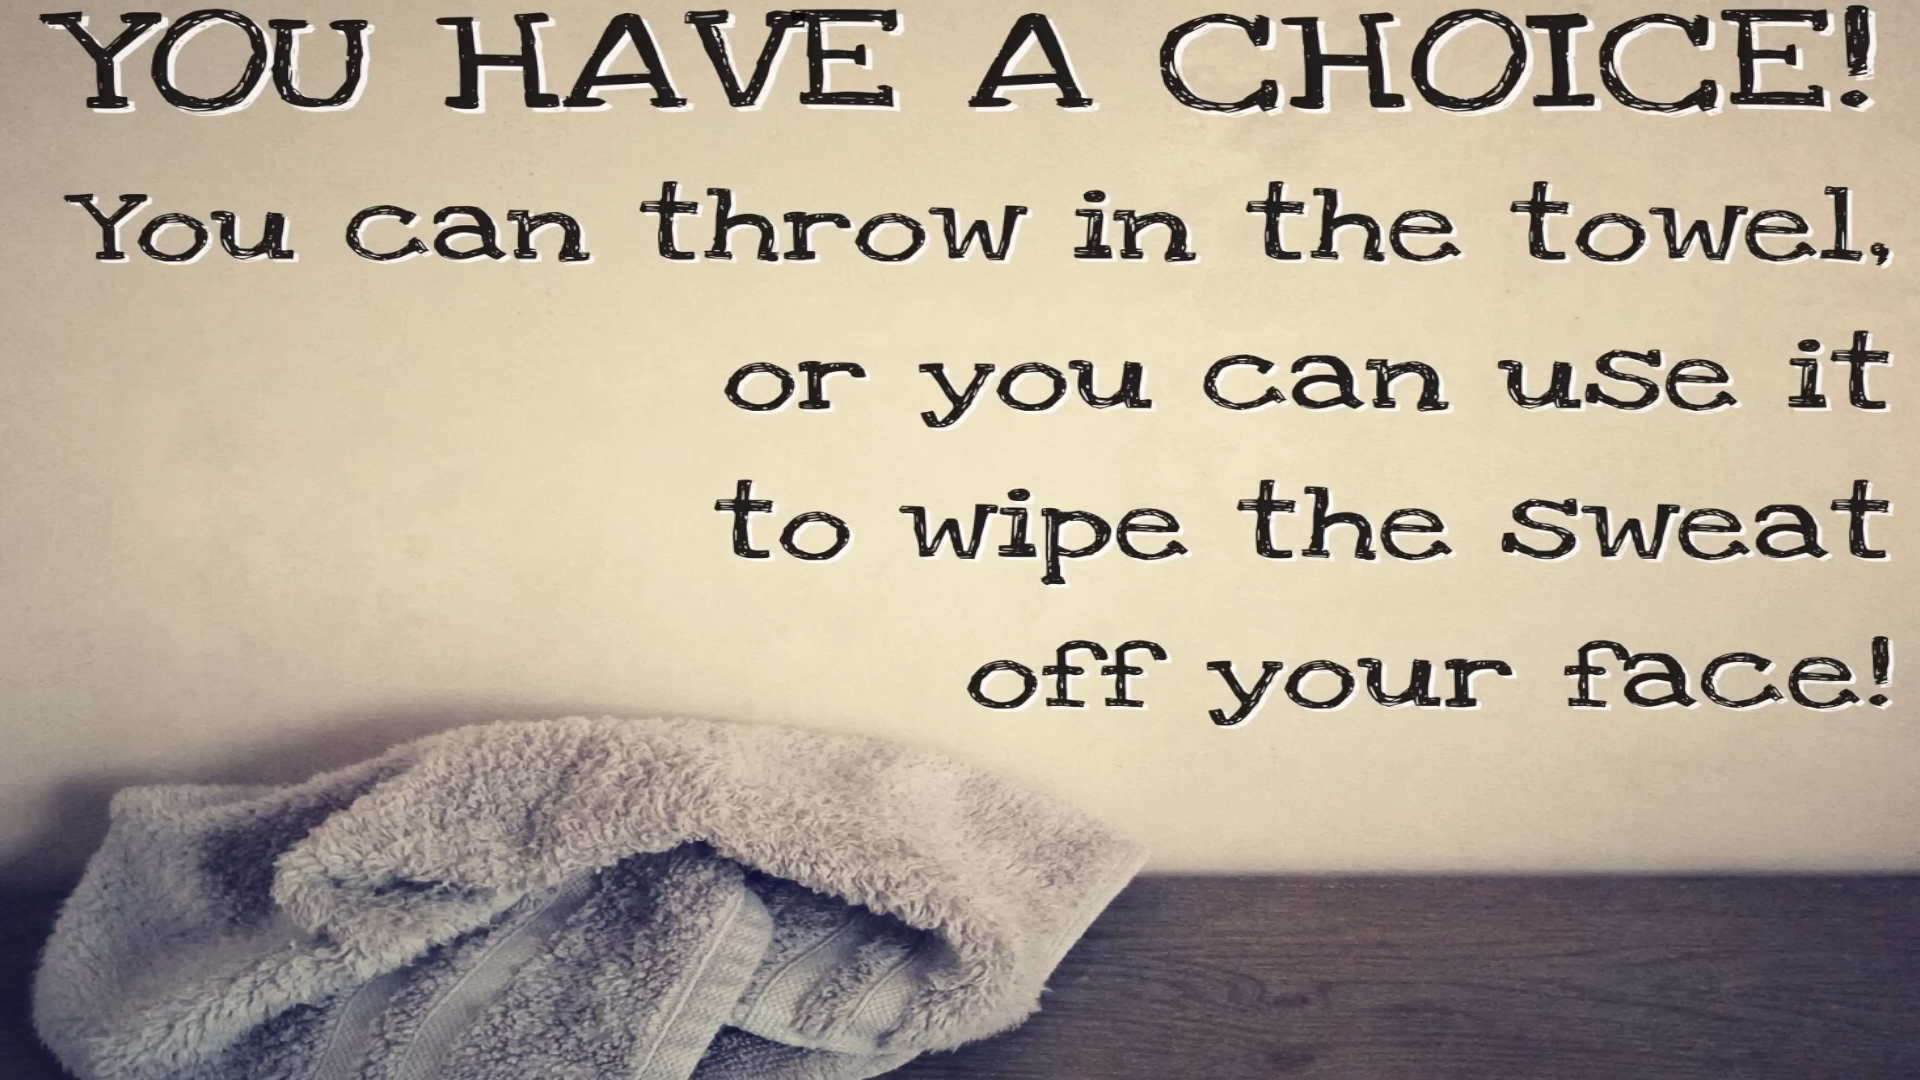 YOU HAVE A CHOICE!
You can throw in the towel,
or you can use it
to wipe the sweat
off your face!